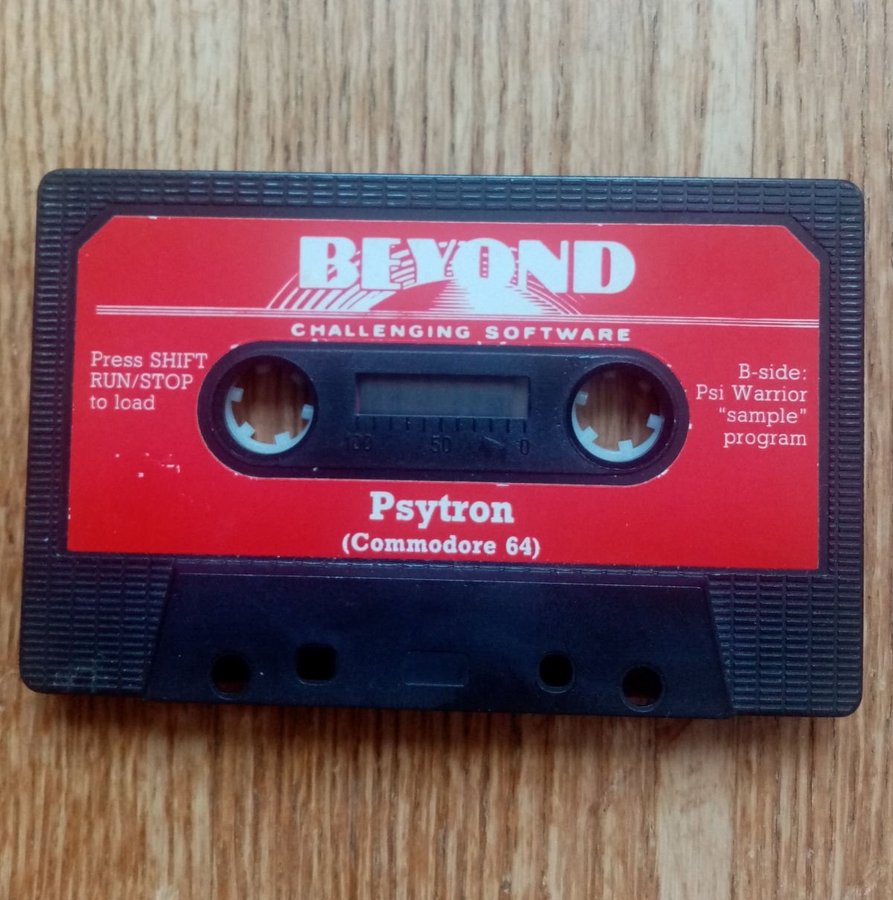 BEYOND
CHALLENGING SOFTWARE
Press SHIFT
RUN/STOP
to load
B-side:
Psi Warrior
"sample"
program
100 50 0
Psytron
(Commodore 64)